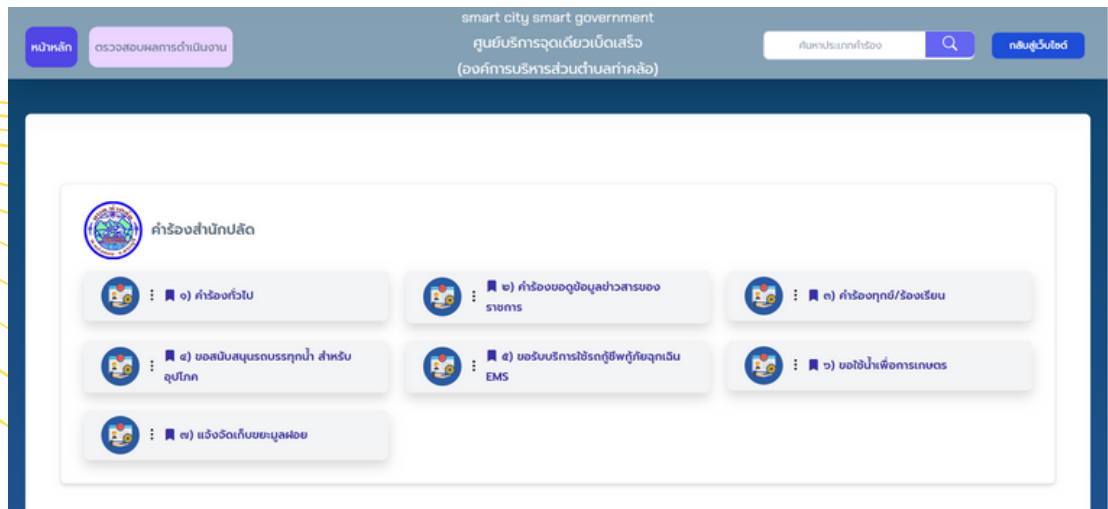 smart city smart government
หน้าหลัก
ตรวจสอบผลการดำเนินงาน
ศูนย์บริการจุดเดียวเบ็ดเสร็จ
(องค์การบริหารส่วนตำบลท่าคล้อ)
ค้นหาประเภทคำร้อง
กลับสู่เว็บไซต์
คำร้องสำนักปลัด
๑) คำร้องทั่วไป
๒) คำร้องขอดูข้อมูลข่าวสารของ
ราชการ
๓) คำร้องทุกข์/ร้องเรียน
๔) ขอสนับสนุนรถบรรทุกน้ำ สำหรับ
อุปโภค
๕) ขอรับบริการใช้รถกู้ชีพกู้ภัยฉุกเฉิน
EMS
๖) ขอใช้น้ำเพื่อการเกษตร
๗) แจ้งจัดเก็บขยะมูลฝอย